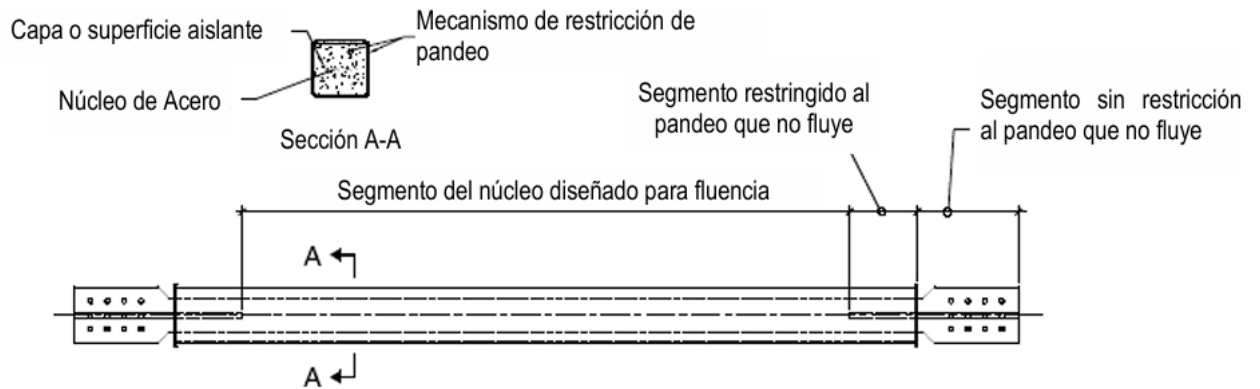 Capa o superficie aislante
Mecanismo de restricción de
pandeo
Núcleo de Acero
Sección A-A
Segmento restringido al
pandeo que no fluye
Segmento sin restricción
al pandeo que no fluye
Segmento del núcleo diseñado para fluencia
A
A